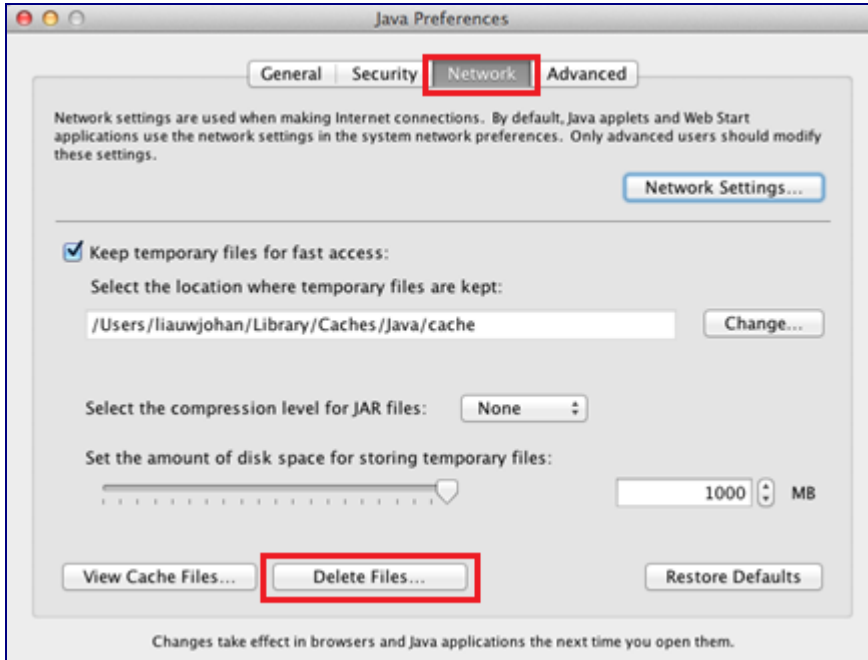 Java Preferences
General Security Network Advanced
Network settings are used when making Internet connections. By default, Java applets and Web Start
applications use the network settings in the system network preferences. Only advanced users should modify
these settings.
Network Settings...
Keep temporary files for fast access:
Select the location where temporary files are kept:
/Users/liauwjohan/Library/Caches/Java/cache Change...
Select the compression level for JAR files: None
Set the amount of disk space for storing temporary files:
1000 MB
View Cache Files... Delete Files... Restore Defaults
Changes take effect in browsers and Java applications the next time you open them.